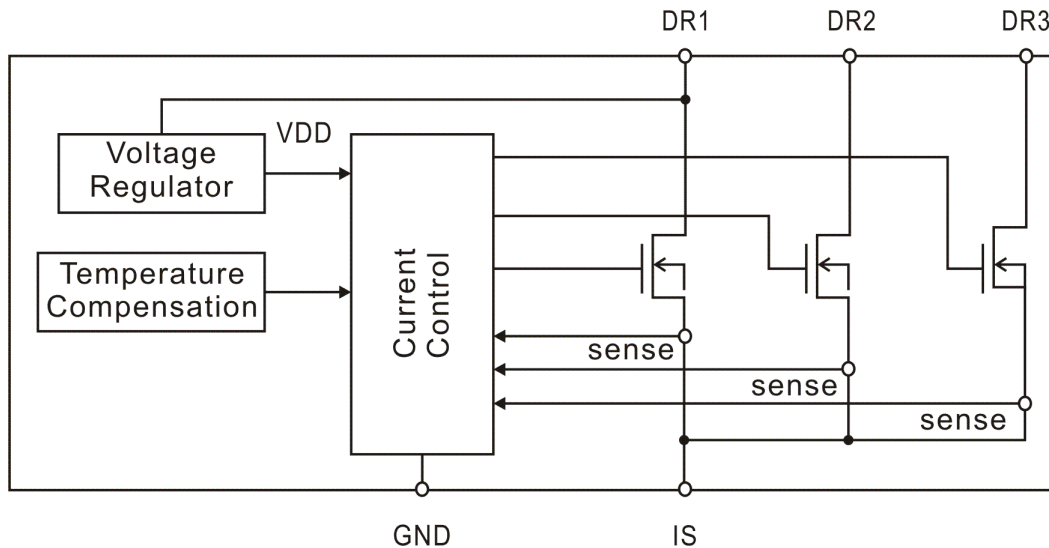 DR1
DR2
DR3
VDD
Voltage
Regulator
Temperature
Compensation
Current
Control
sense
sense
sense
GND
IS